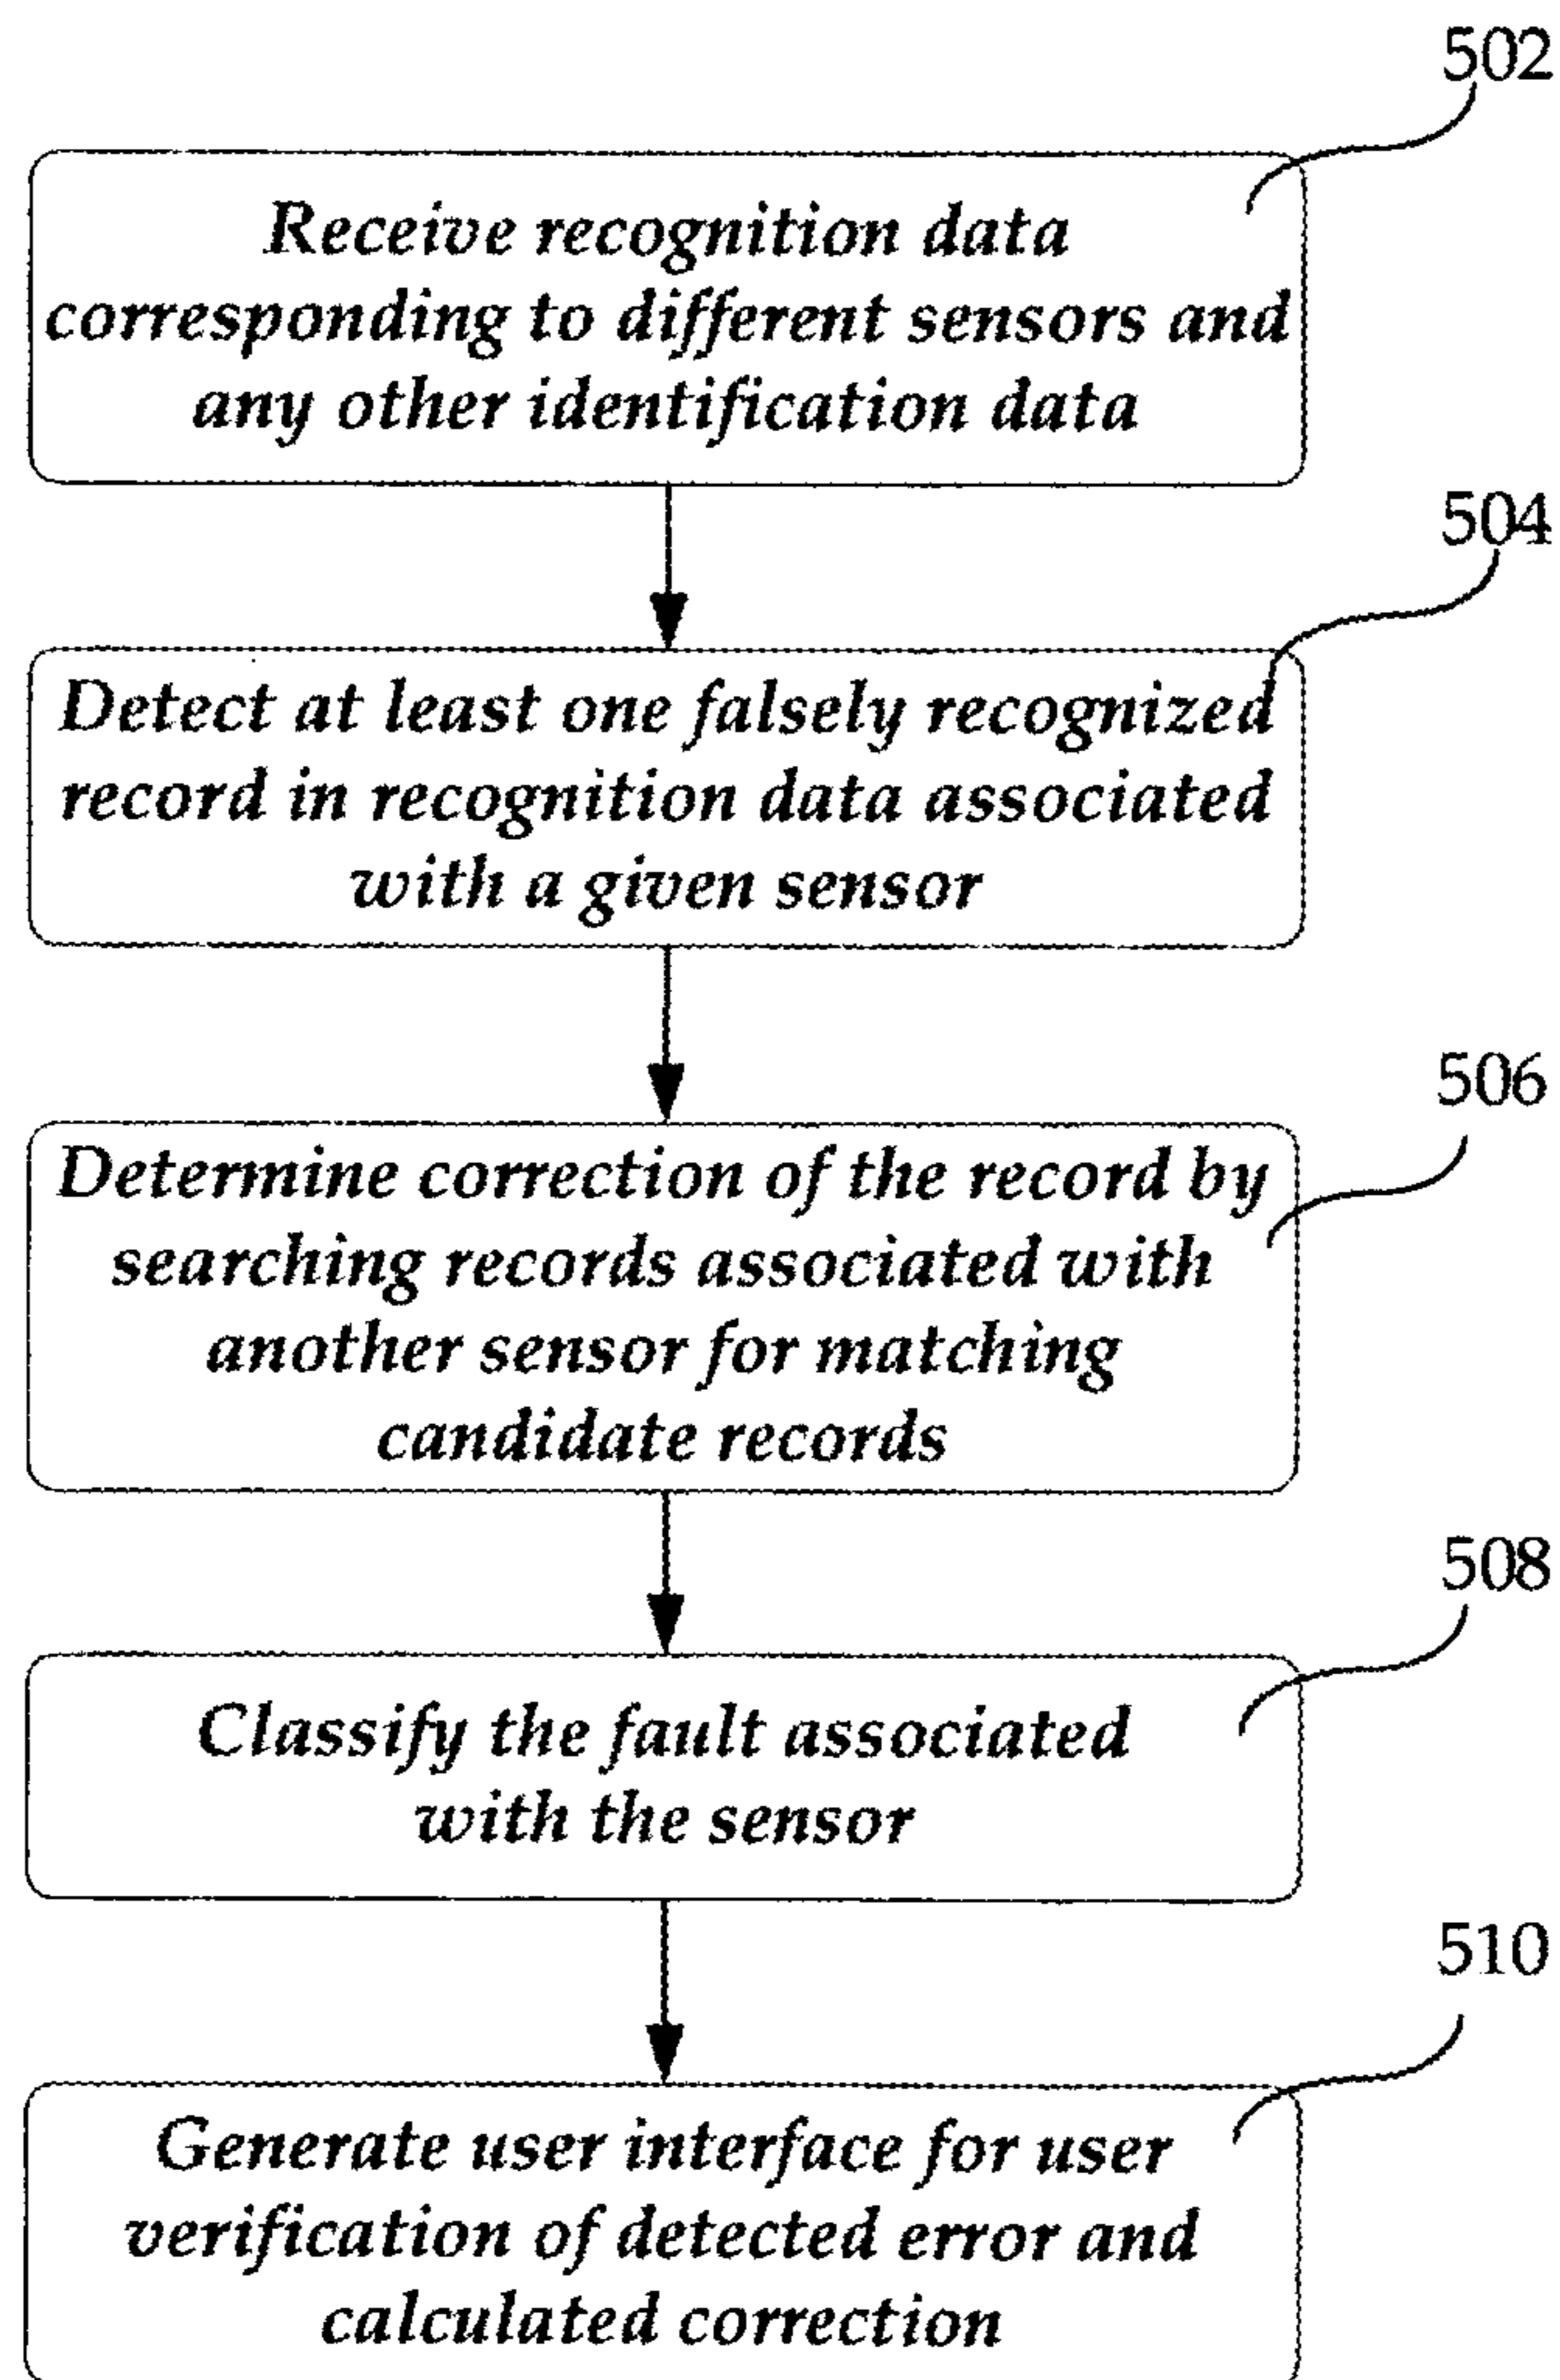 502
Receive recognition data
corresponding to different sensors and
any other identification data
504
Detect at least one falsely recognized
record in recognition data associated
with a given sensor
506
Determine correction of the record by
searching records associated with
another sensor for matching
candidate records
508
Classify the fault associated
with the sensor
510
Generate user interface for user
verification of detected error and
calculated correction